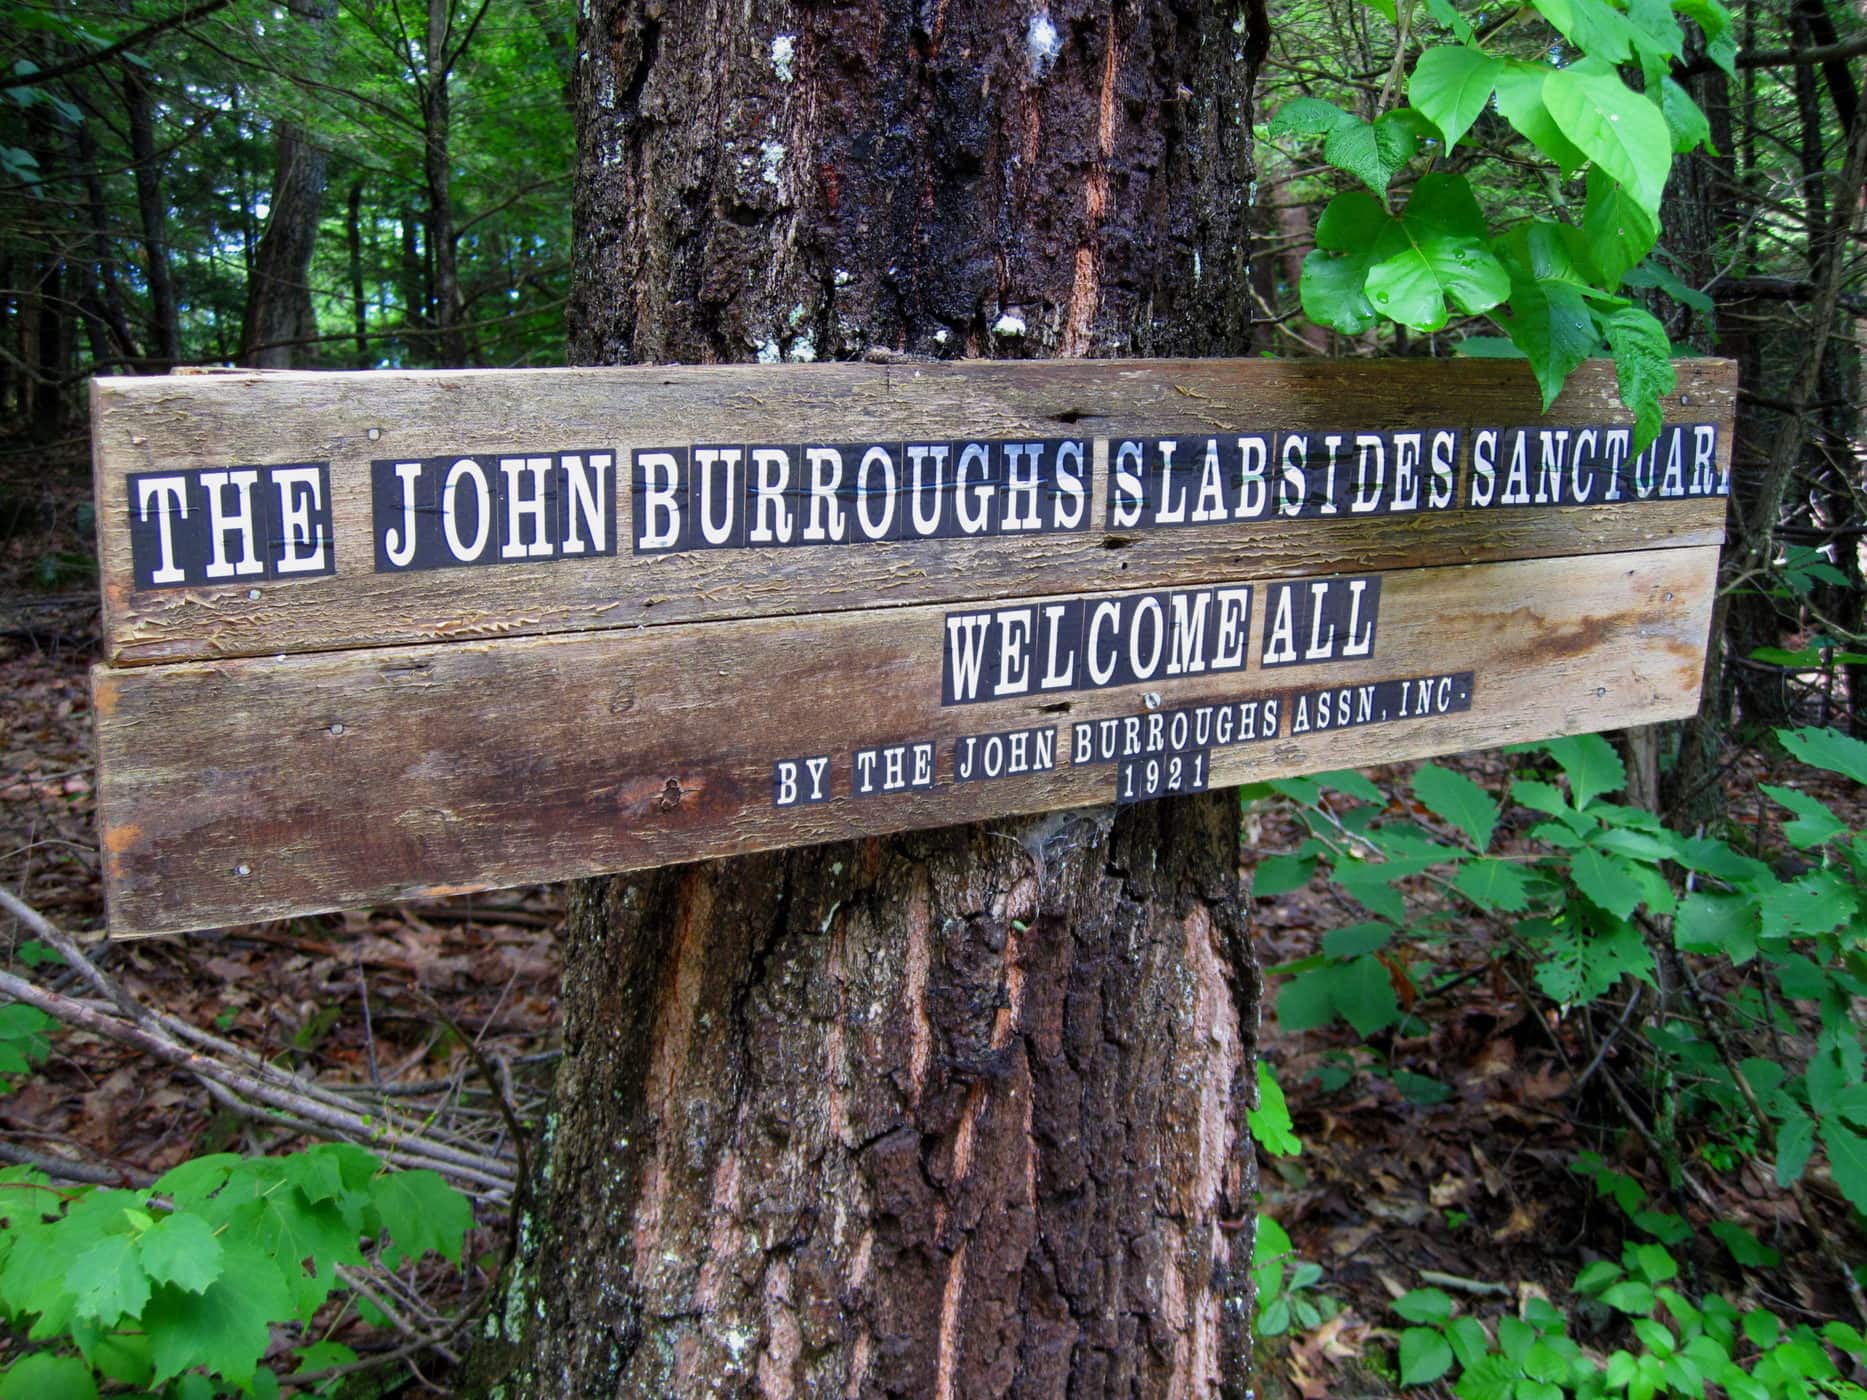 THE JOHN BURROUGHS SLABSIDES SANCTUAR
WELCOME ALL
BY THE JOHN BURROUGHS ASSN, INC.
1921